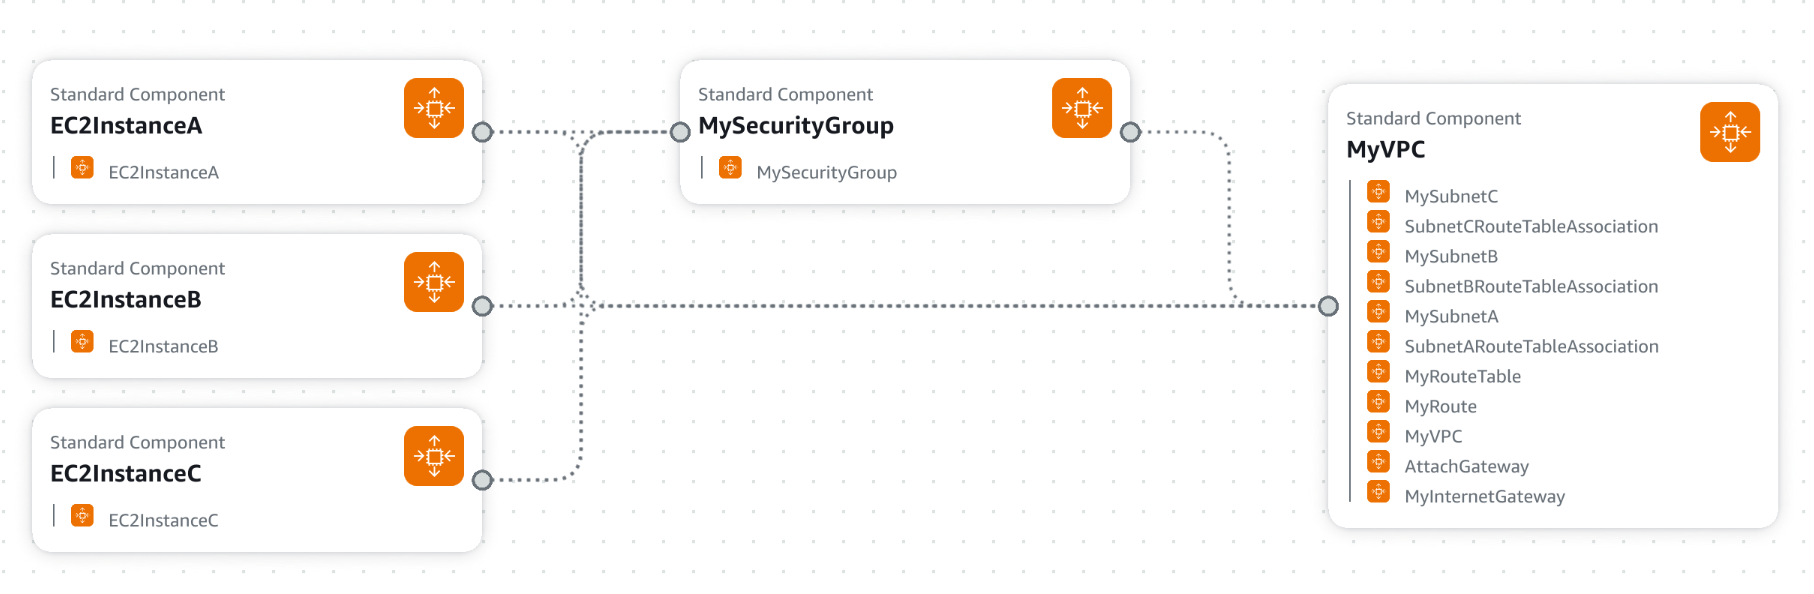 Standard Component
EC2InstanceA
EC2InstanceA
Standard Component
EC2InstanceB
EC2InstanceB
Standard Component
EC2InstanceC
EC2InstanceC
Standard Component
MySecurityGroup
MySecurityGroup
Standard Component
MyVPC
MySubnetC
SubnetCRouteTableAssociation
MySubnetB
SubnetBRouteTableAssociation
MySubnetA
SubnetARouteTableAssociation
MyRouteTable
MyRoute
MyVPC
AttachGateway
MyInternetGateway